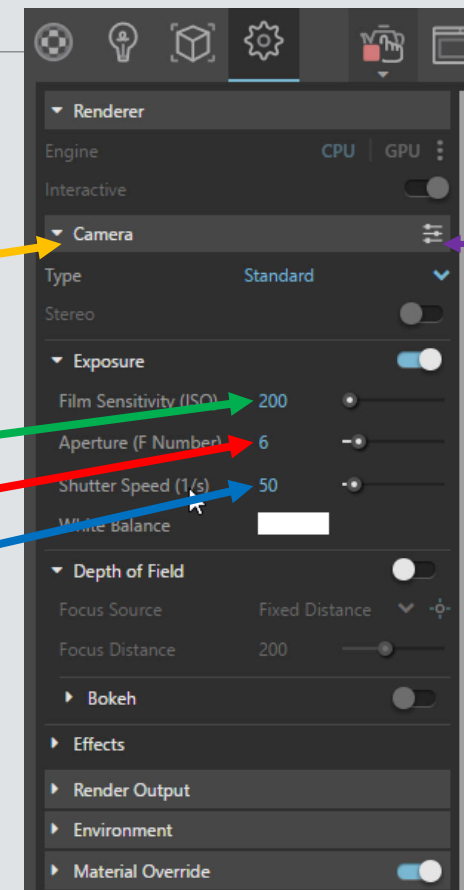 Renderer
Engine CPU GPU
Interactive
Camera
Type Standard
Stereo
Exposure
Film Sensitivity (ISO) 200
Aperture (F Number) 6
Shutter Speed (1/s) 50
White Balance
Depth of Field
Focus Source Fixed Distance
Focus Distance 200
Bokeh
Effects
Render Output
Environment
Material Override